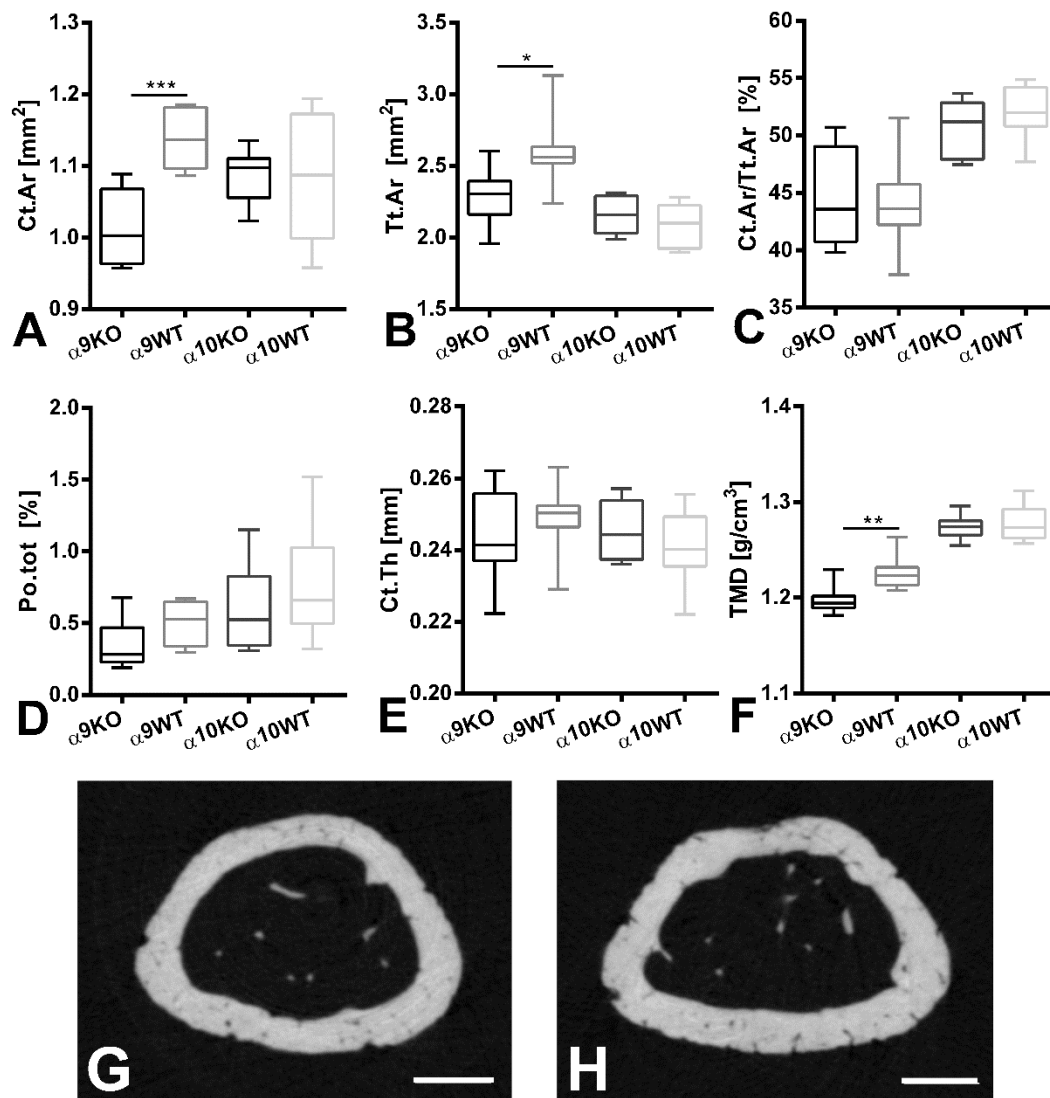 Ct.Ar [mm²]
1.3
1.2
1.1
1.0
0.9
***
α9KO
α9WT
α10KO
α10WT
A
Tt.Ar [mm²]
3.5
3.0
2.5
2.0
1.5
*
α9KO
α9WT
α10KO
α10WT
B
Ct.Ar/Tt.Ar [%]
60
55
50
45
40
35
α9KO
α9WT
α10KO
α10WT
C
Po.tot [%]
2.0
1.5
1.0
0.5
0.0
α9KO
α9WT
α10KO
α10WT
D
Ct.Th [mm]
0.28
0.26
0.24
0.22
0.20
α9KO
α9WT
α10KO
α10WT
E
TMD [g/cm³]
1.4
1.3
1.2
1.1
**
α9KO
α9WT
α10KO
α10WT
F
G
H